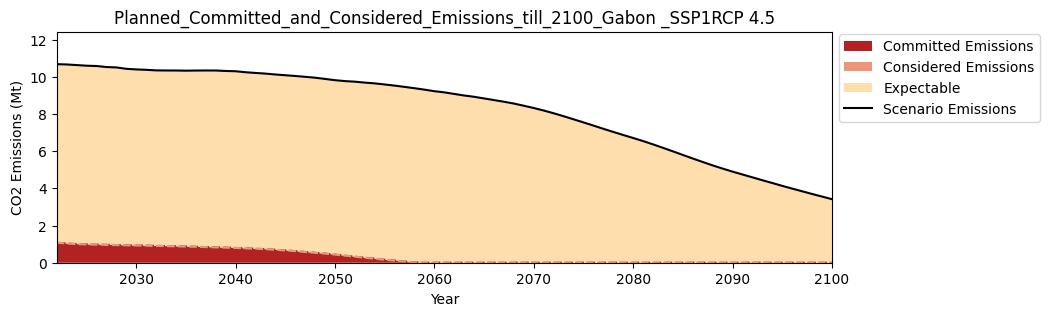 Planned_Committed_and_Considered_Emissions_till_2100_Gabon _SSP1RCP 4.5
12
10
8
6
4
2
0
CO2 Emissions (Mt)
2030
2040
2050
2060
2070
2080
2090
2100
Year
Committed Emissions
Considered Emissions
Expectable
Scenario Emissions